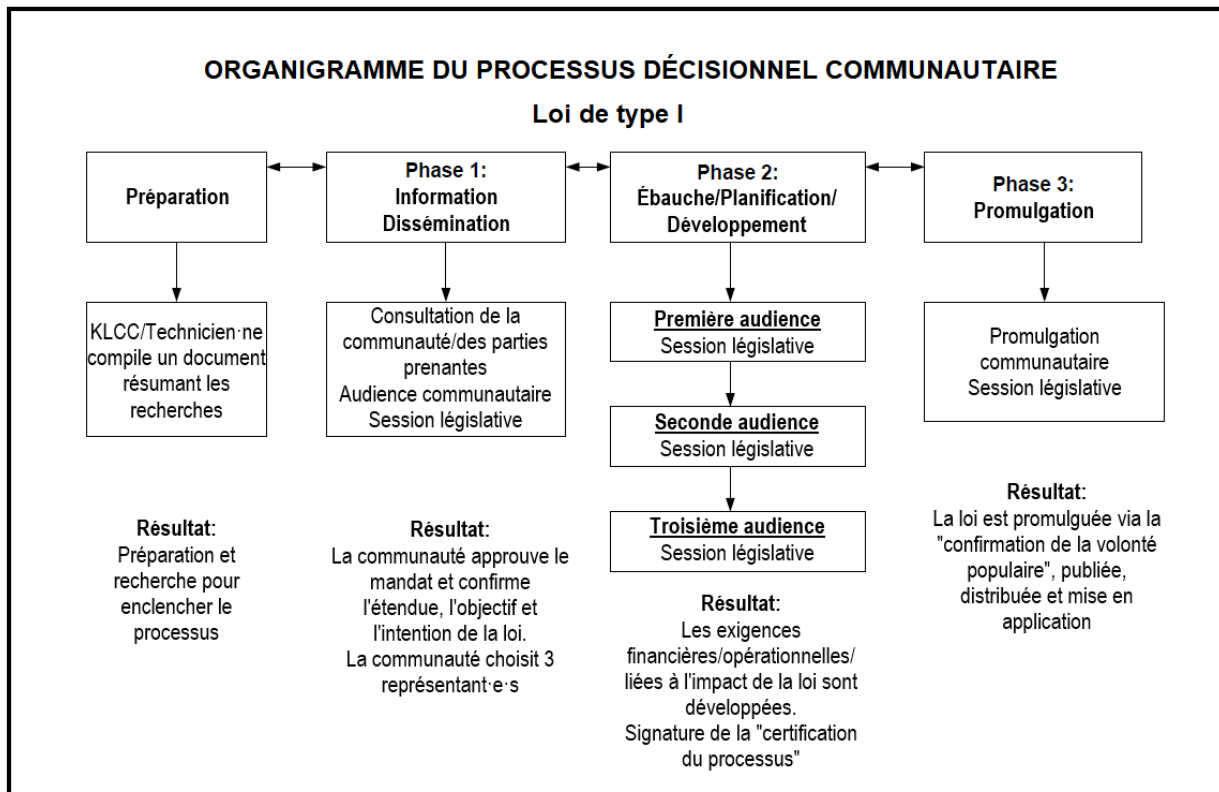 ORGANIGRAMME DU PROCESSUS DÉCISIONNEL COMMUNAUTAIRE
Loi de type I
Préparation
Phase 1:
Information
Dissémination
Phase 2:
Ébauche/Planification/
Développement
Phase 3:
Promulgation
KLCC/Technicien·ne
compile un document
résumant les
recherches
Consultation de la
communauté/des parties
prenantes
Audience communautaire
Session législative
Première audience
Session législative
Seconde audience
Session législative
Troisième audience
Session législative
Promulgation
communautaire
Session législative
Résultat:
Préparation et
recherche pour
enclencher le
processus
Résultat:
La communauté approuve le
mandat et confirme
l'étendue, l'objectif et
l'intention de la loi.
La communauté choisit 3
représentant·e·s
Résultat:
Les exigences
financières/opérationnelles/
liées à l'impact de la loi sont
développées.
Signature de la "certification
du processus"
Résultat:
La loi est promulguée via la
"confirmation de la volonté
populaire", publiée,
distribuée et mise en
application